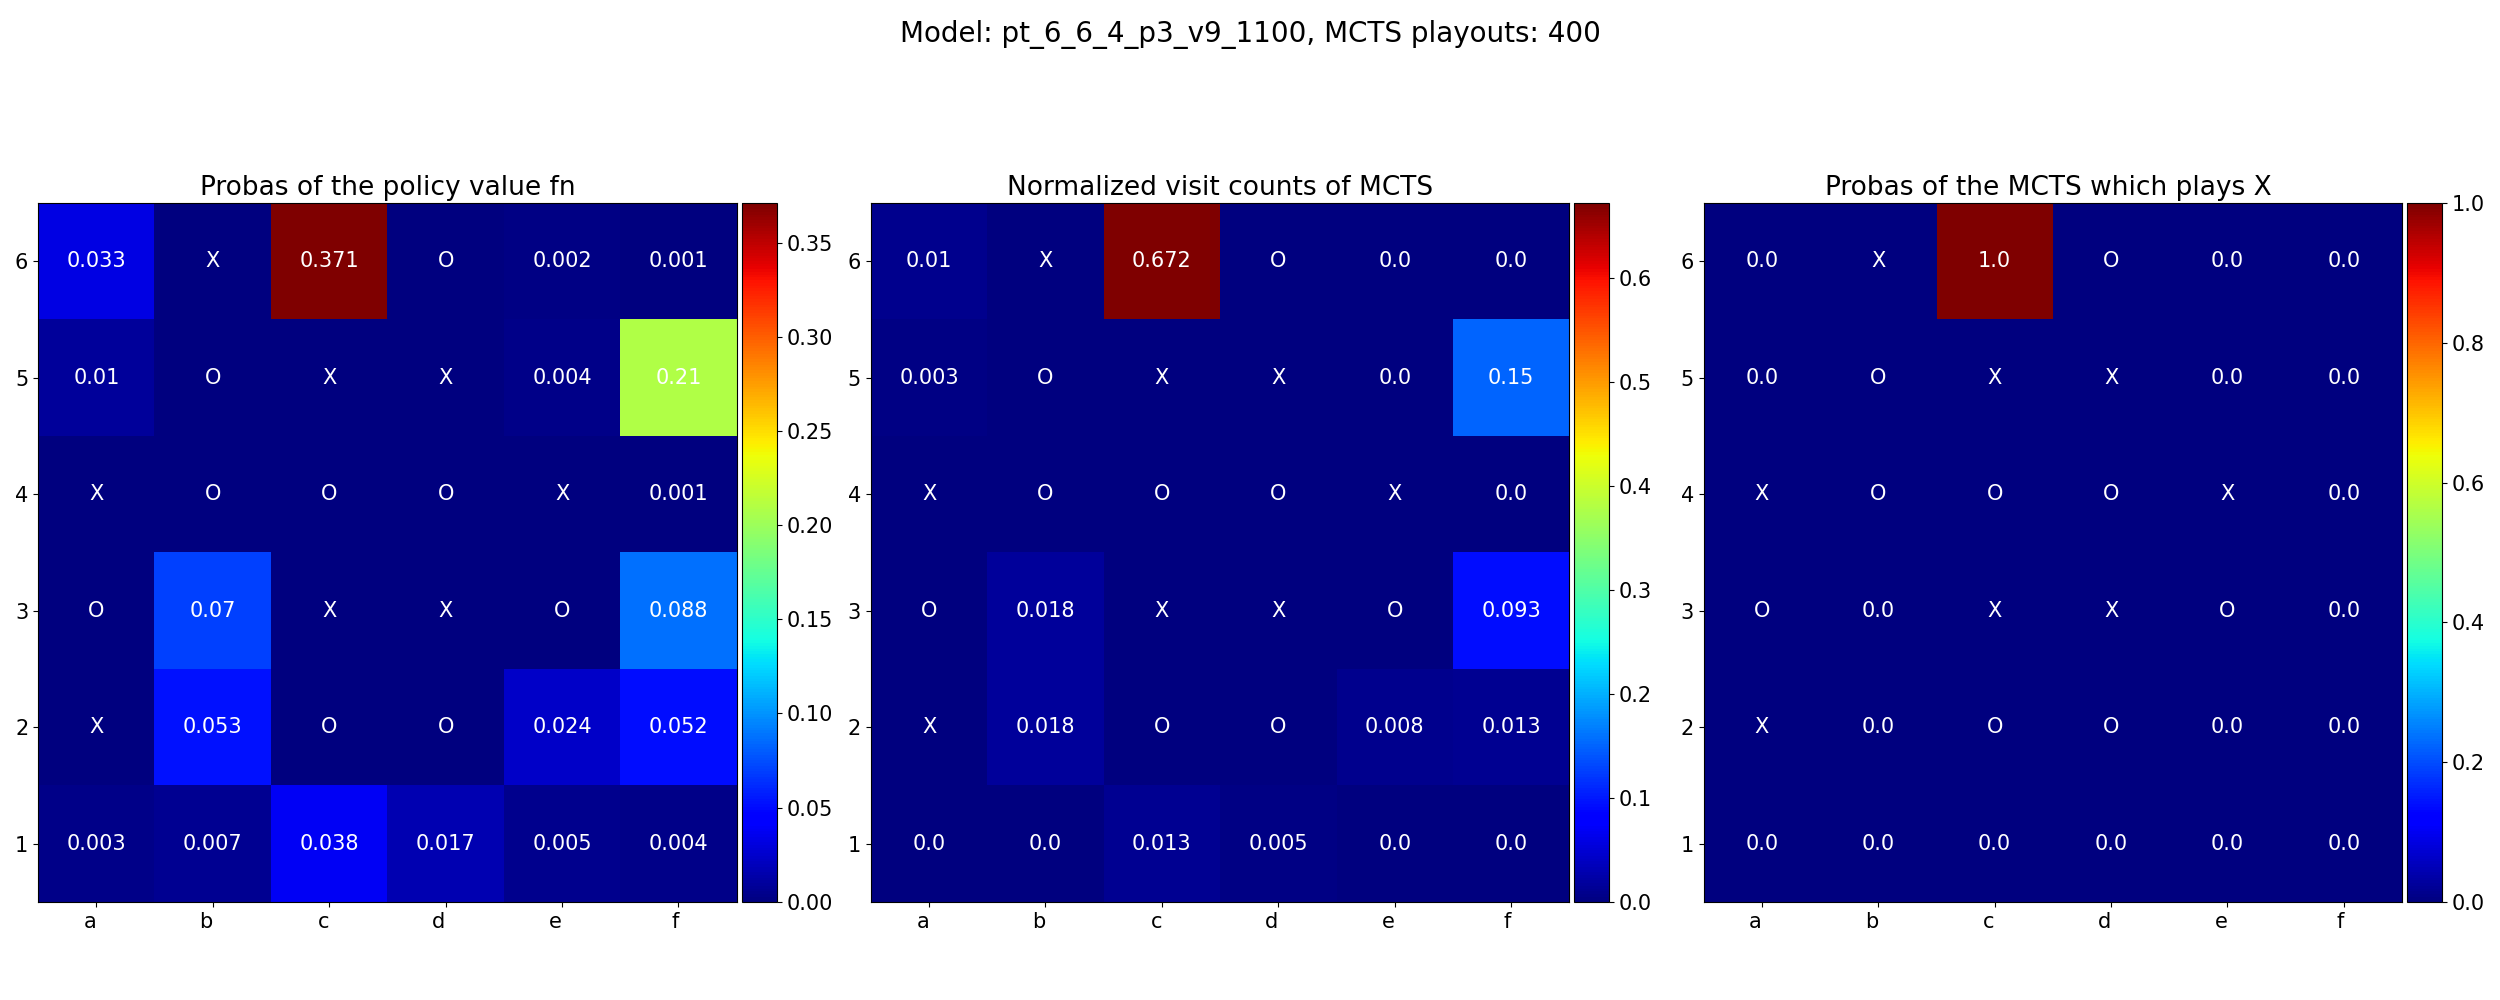 Model: pt_6_6_4_p3_v9_1100, MCTS playouts: 400
Probas of the policy value fn
6 0.033 X 0.371 O 0.002 0.001
5 0.01 O X X 0.004 0.21
4 X O O O X 0.001
3 O 0.07 X X O 0.088
2 X 0.053 O O 0.024 0.052
1 0.003 0.007 0.038 0.017 0.005 0.004
a b c d e f
0.35
0.30
0.25
0.20
0.15
0.10
0.05
0.00
Normalized visit counts of MCTS
6 0.01 X 0.672 O 0.0 0.0
5 0.003 O X X 0.0 0.15
4 X O O O X 0.0
3 O 0.018 X X O 0.093
2 X 0.018 O O 0.008 0.013
1 0.0 0.0 0.013 0.005 0.0 0.0
a b c d e f
0.6
0.5
0.4
0.3
0.2
0.1
0.0
Probas of the MCTS which plays X
6 0.0 X 1.0 O 0.0 0.0
5 0.0 O X X 0.0 0.0
4 X O O O X 0.0
3 O 0.0 X X O 0.0
2 X 0.0 O O 0.0 0.0
1 0.0 0.0 0.0 0.0 0.0 0.0
a b c d e f
1.0
0.8
0.6
0.4
0.2
0.0